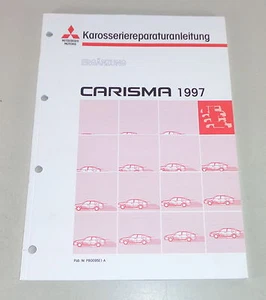 MITSUBISHI
MOTORS
Karosseriereparaturanleitung
CARISMA 1997